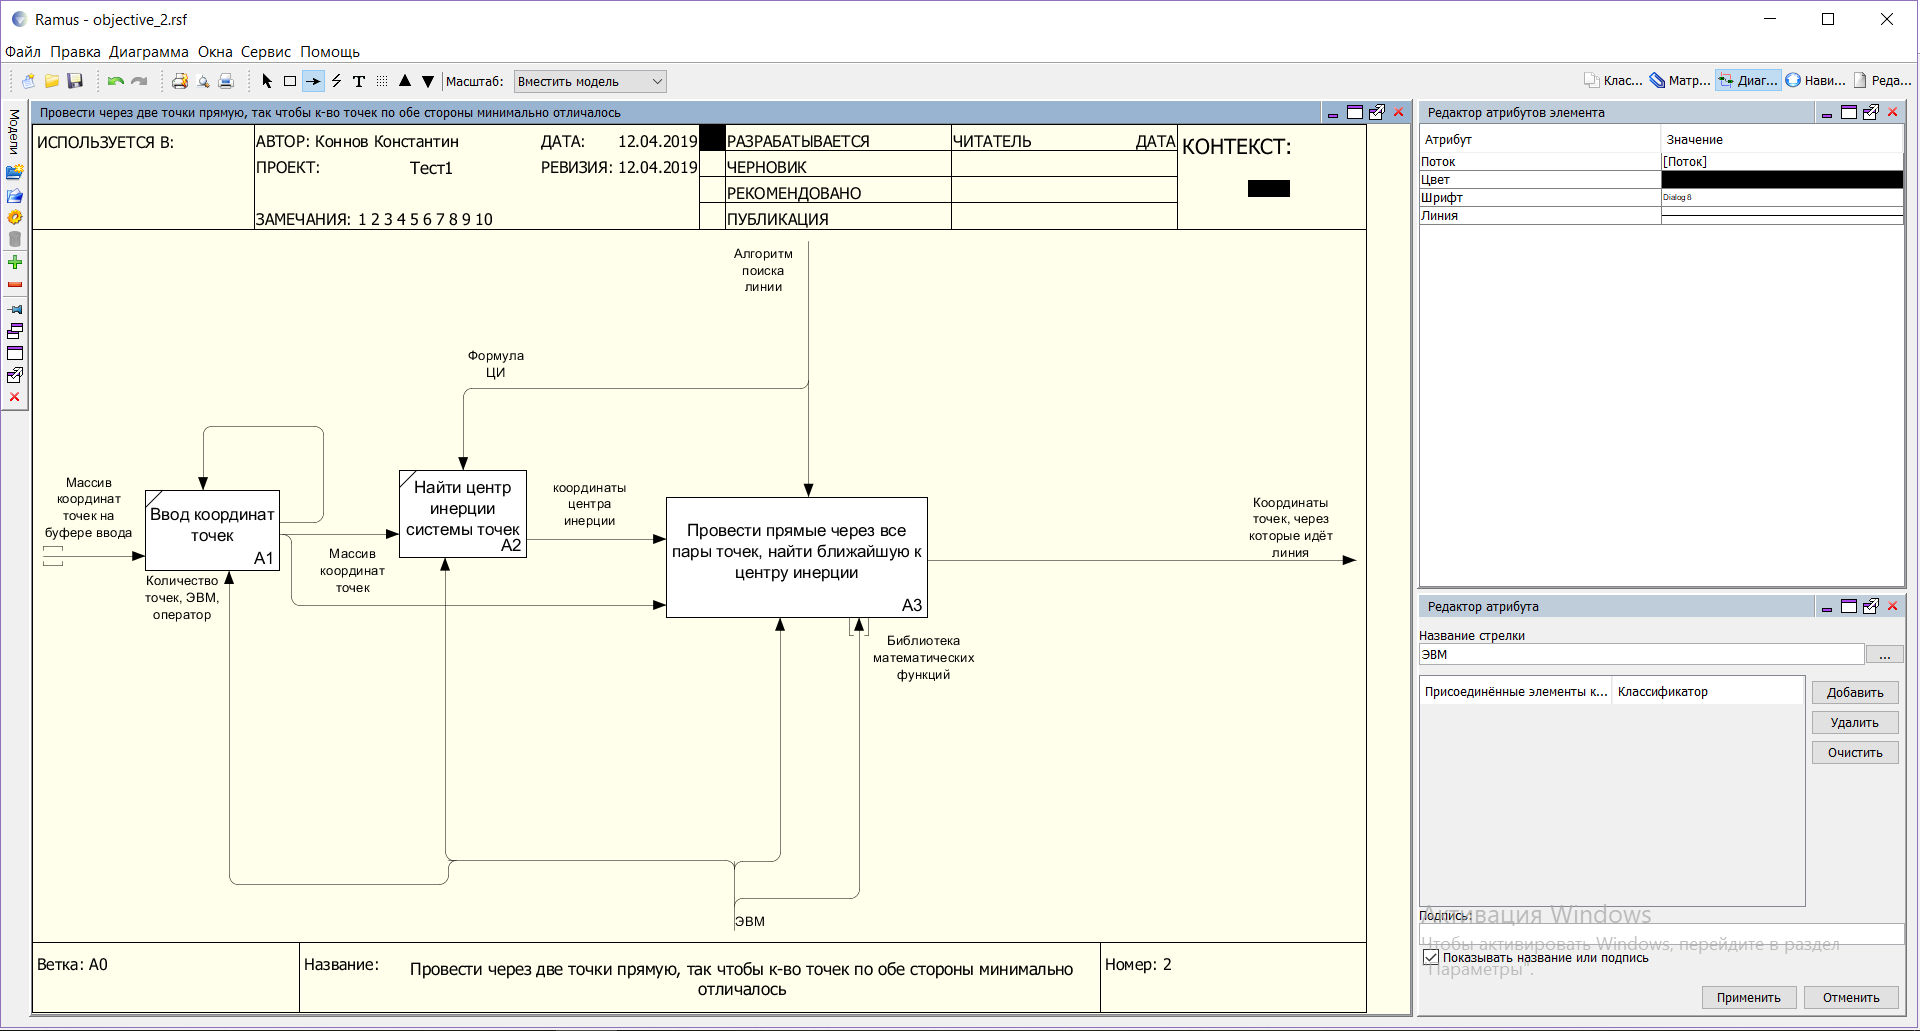 Ramus - objective_2.rsf
Файл Правка Диаграмма Окна Сервис Помощь
T Масштаб: Вместить модель Клас... Матр... Диаг... Нави... Реда...
Модели
Провести через две точки прямую, так чтобы к-во точек по обе стороны минимально отличалось
ИСПОЛЬЗУЕТСЯ В:
АВТОР: Коннов Константин ДАТА: 12.04.2019
ПРОЕКТ: Тест1 РЕВИЗИЯ: 12.04.2019
ЗАМЕЧАНИЯ: 1 2 3 4 5 6 7 8 9 10
РАЗРАБАТЫВАЕТСЯ
ЧЕРНОВИК
РЕКОМЕНДОВАНО
ПУБЛИКАЦИЯ
ЧИТАТЕЛЬ ДАТА
КОНТЕКСТ:
Алгоритм
поиска
линии
Формула
ЦИ
Массив
координат
точек на
буфере ввода
Ввод координат
точек
A1
Количество
точек, ЭВМ,
оператор
Найти центр
инерции
системы точек
A2
Массив
координат
точек
координаты
центра
инерции
Провести прямые через все
пары точек, найти ближайшую к
центру инерции
A3
Библиотека
математических
функций
Координаты
точек, через
которые идёт
линия
ЭВМ
Ветка: A0
Название: Провести через две точки прямую, так чтобы к-во точек по обе стороны минимально
отличалось
Номер: 2
Редактор атрибутов элемента
Атрибут Значение
Поток [Поток]
Цвет
Шрифт Dialog 8
Линия
Редактор атрибута
Название стрелки
ЭВМ ...
Присоединённые элементы к... Классификатор
Добавить
Удалить
Очистить
Подпись:
Активация Windows
Чтобы активировать Windows, перейдите в раздел
"Параметры".
Показывать название или подпись
Применить Отменить